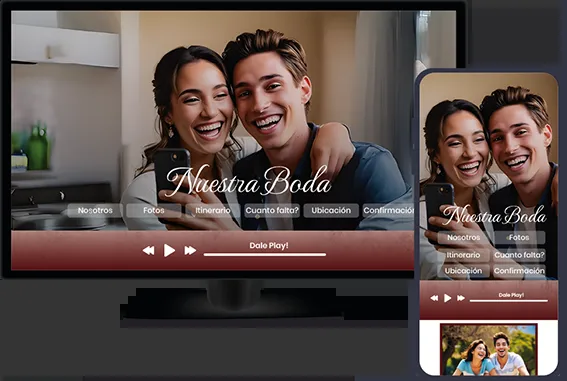 Nuestra Boda
Nosotros Fotos Itinerario Cuanto falta? Ubicación Confirmación
Dale Play!
Nuestra Boda
Nosotros Fotos
Itinerario Cuanto falta?
Ubicación Confirmación
Dale Play!